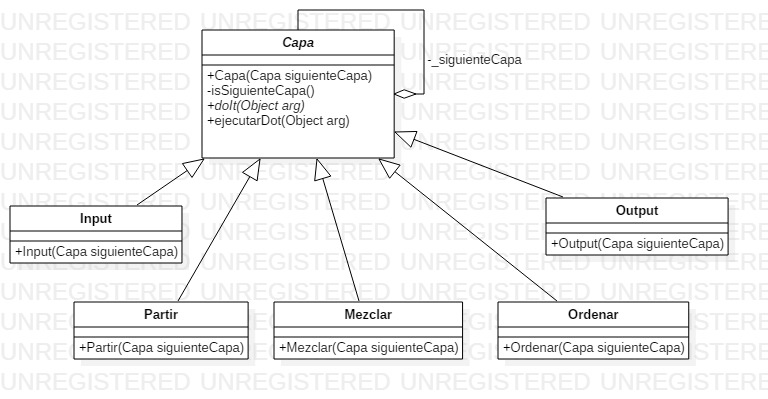 UNREGISTERED UNREGISTERED UNREGISTERED UNREGISTERED
Capa
-_siguienteCapa
+Capa(Capa siguienteCapa)
-isSiguienteCapa()
+doIt(Object arg)
+ejecutarDot(Object arg)
Input
+Input(Capa siguienteCapa)
Output
+Output(Capa siguienteCapa)
Partir
+Partir(Capa siguienteCapa)
Mezclar
+Mezclar(Capa siguienteCapa)
Ordenar
+Ordenar(Capa siguienteCapa)